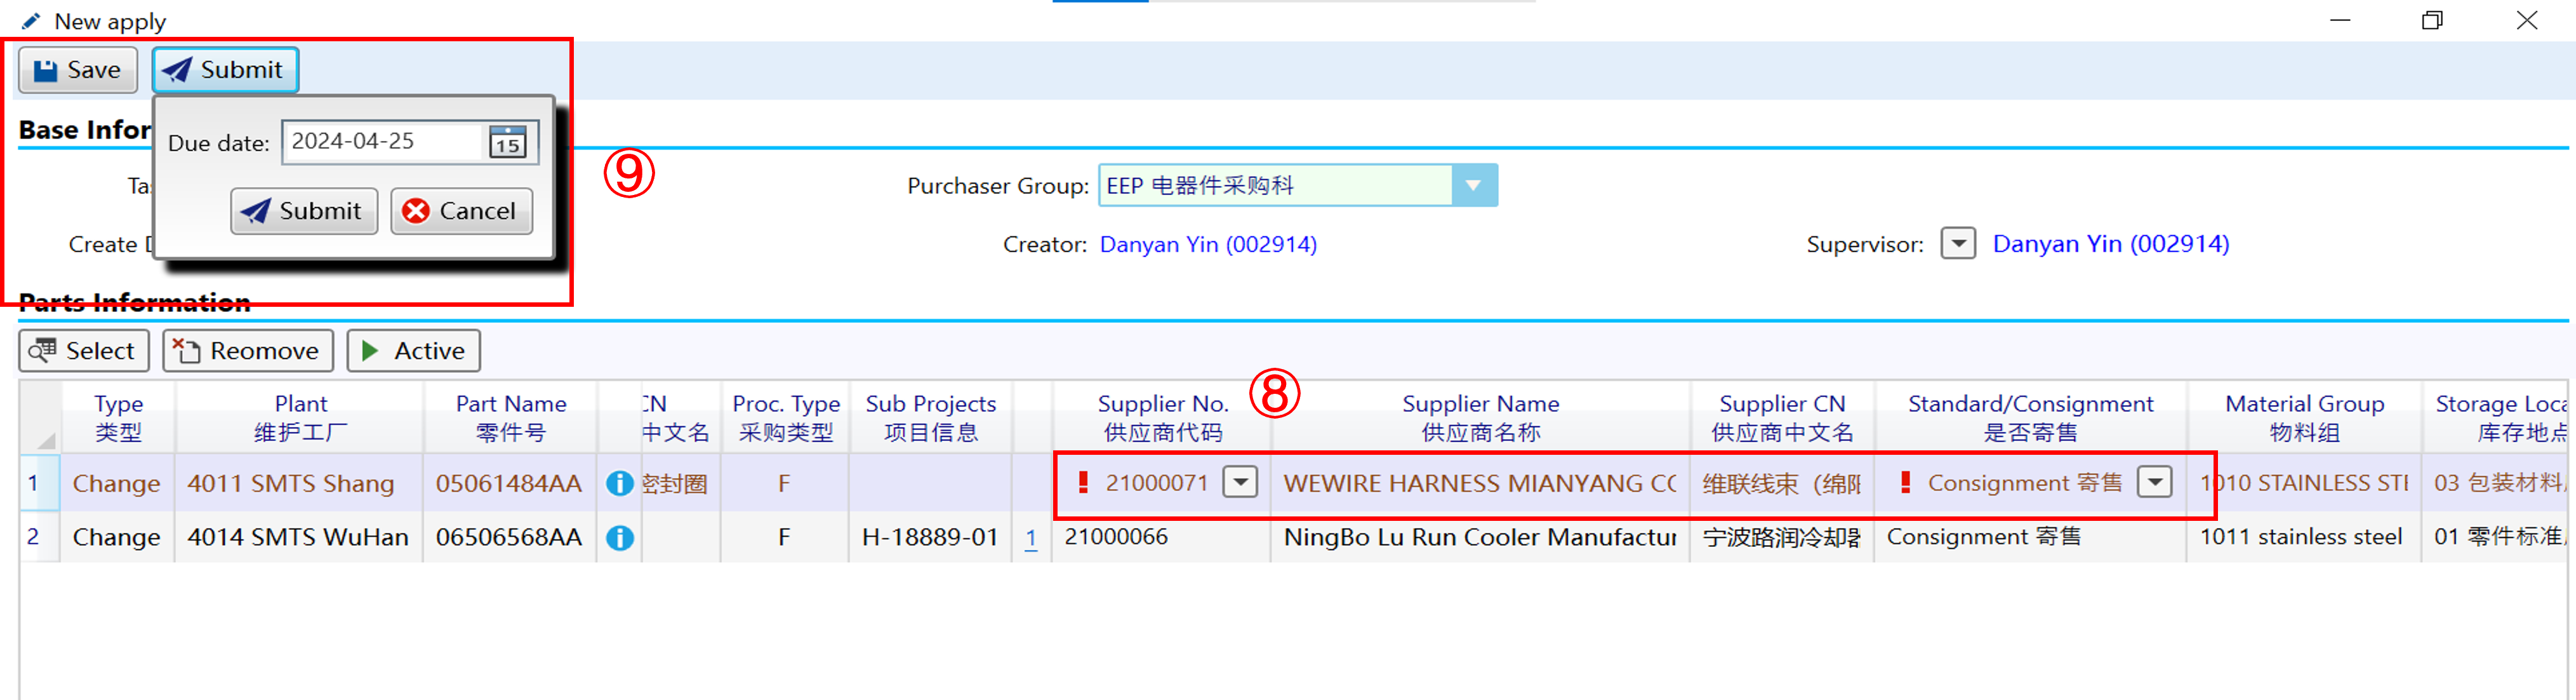 New apply
Save Submit
Base Infor
Due date: 2024-04-25 15
⑨
Purchaser Group: EEP 电器件采购科
Submit Cancel
Creator: Danyan Yin (002914)
Supervisor: Danyan Yin (002914)
Create
Parts Information
Select Reomove Active
⑧
Type Plant Part Name CN Proc. Type Sub Projects Supplier No. Supplier Name Supplier CN Standard/Consignment Material Group Storage Loca
类型 维护工厂 零件号 中文名 采购类型 项目信息 供应商代码 供应商名称 供应商中文名 是否寄售 物料组 库存地点
1 Change 4011 SMTS Shang 05061484AA 密封圈 F ! 21000071 WEWIRE HARNESS MIANYANG CO 维联线束（绵阳 ! Consignment 寄售 1010 STAINLESS STE 03 包装材料
2 Change 4014 SMTS WuHan 06506568AA F H-18889-01 1 21000066 NingBo Lu Run Cooler Manufactur 宁波路润冷却器 Consignment 寄售 1011 stainless steel 01 零件标准